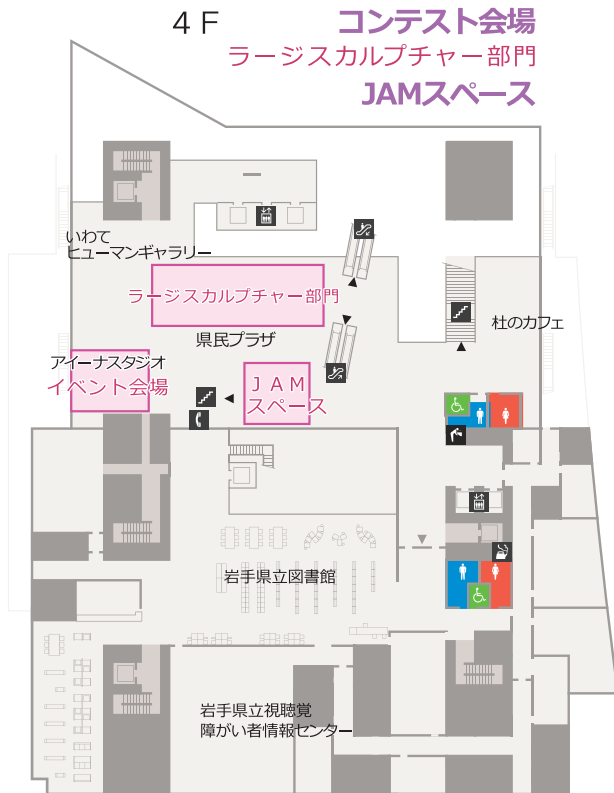 4F
コンテスト会場
ラージスカルプチャー部門
JAMスペース
いわて
ヒューマンギャラリー
ラージスカルプチャー部門
県民プラザ
杜のカフェ
アイーナスタジオ
イベント会場
JAM
スペース
岩手県立図書館
岩手県立視聴覚
障がい者情報センター